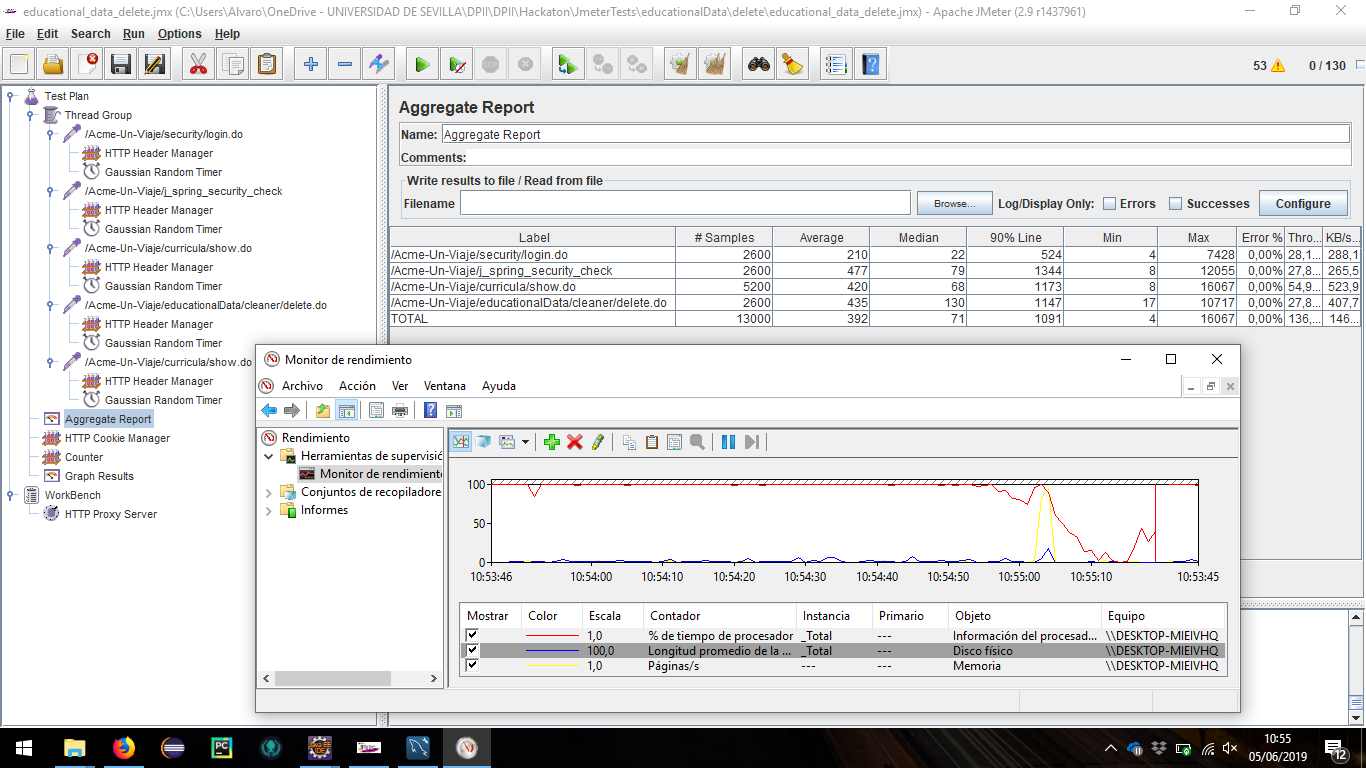 educational_data_delete.jmx (C:\Users\Alvaro\OneDrive - UNIVERSIDAD DE SEVILLA\DPII\DPII\Hackaton\JmeterTests\educationalData\delete\educational_data_delete.jmx) - Apache JMeter (2.9 r1437961)
File Edit Search Run Options Help
53 0 / 130
Test Plan
Thread Group
/Acme-Un-Viaje/security/login.do
HTTP Header Manager
Gaussian Random Timer
/Acme-Un-Viaje/j_spring_security_check
HTTP Header Manager
Gaussian Random Timer
/Acme-Un-Viaje/curricula/show.do
HTTP Header Manager
Gaussian Random Timer
/Acme-Un-Viaje/educationalData/cleaner/delete.do
HTTP Header Manager
Gaussian Random Timer
/Acme-Un-Viaje/curricula/show.do
HTTP Header Manager
Gaussian Random Timer
Aggregate Report
HTTP Cookie Manager
Counter
Graph Results
WorkBench
HTTP Proxy Server
Aggregate Report
Name: Aggregate Report
Comments:
Write results to file / Read from file
Filename Browse... Log/Display Only: Errors Successes Configure
Label # Samples Average Median 90% Line Min Max Error % Thro... KB/s...
/Acme-Un-Viaje/security/login.do 2600 210 22 524 4 7428 0,00% 28,1... 288,1
/Acme-Un-Viaje/j_spring_security_check 2600 477 79 1344 8 12055 0,00% 27,8... 265,5
/Acme-Un-Viaje/curricula/show.do 5200 420 68 1173 8 16067 0,00% 54,9... 523,9
/Acme-Un-Viaje/educationalData/cleaner/delete.do 2600 435 130 1147 17 10717 0,00% 27,8... 407,7
TOTAL 13000 392 71 1091 4 16067 0,00% 136,... 146...
Monitor de rendimiento
Archivo Acción Ver Ventana Ayuda
Rendimiento
Herramientas de supervisió
Monitor de rendimiento
Conjuntos de recopiladores
Informes
100
50
0
10:53:46 10:54:00 10:54:10 10:54:20 10:54:30 10:54:40 10:54:50 10:55:00 10:55:10 10:53:45
Mostrar Color Escala Contador Instancia Primario Objeto Equipo
1,0 % de tiempo de procesador _Total --- Información del procesad... \\DESKTOP-MIEIVHQ
100,0 Longitud promedio de la ... _Total --- Disco físico \\DESKTOP-MIEIVHQ
1,0 Páginas/s --- --- Memoria \\DESKTOP-MIEIVHQ
10:55
05/06/2019
12